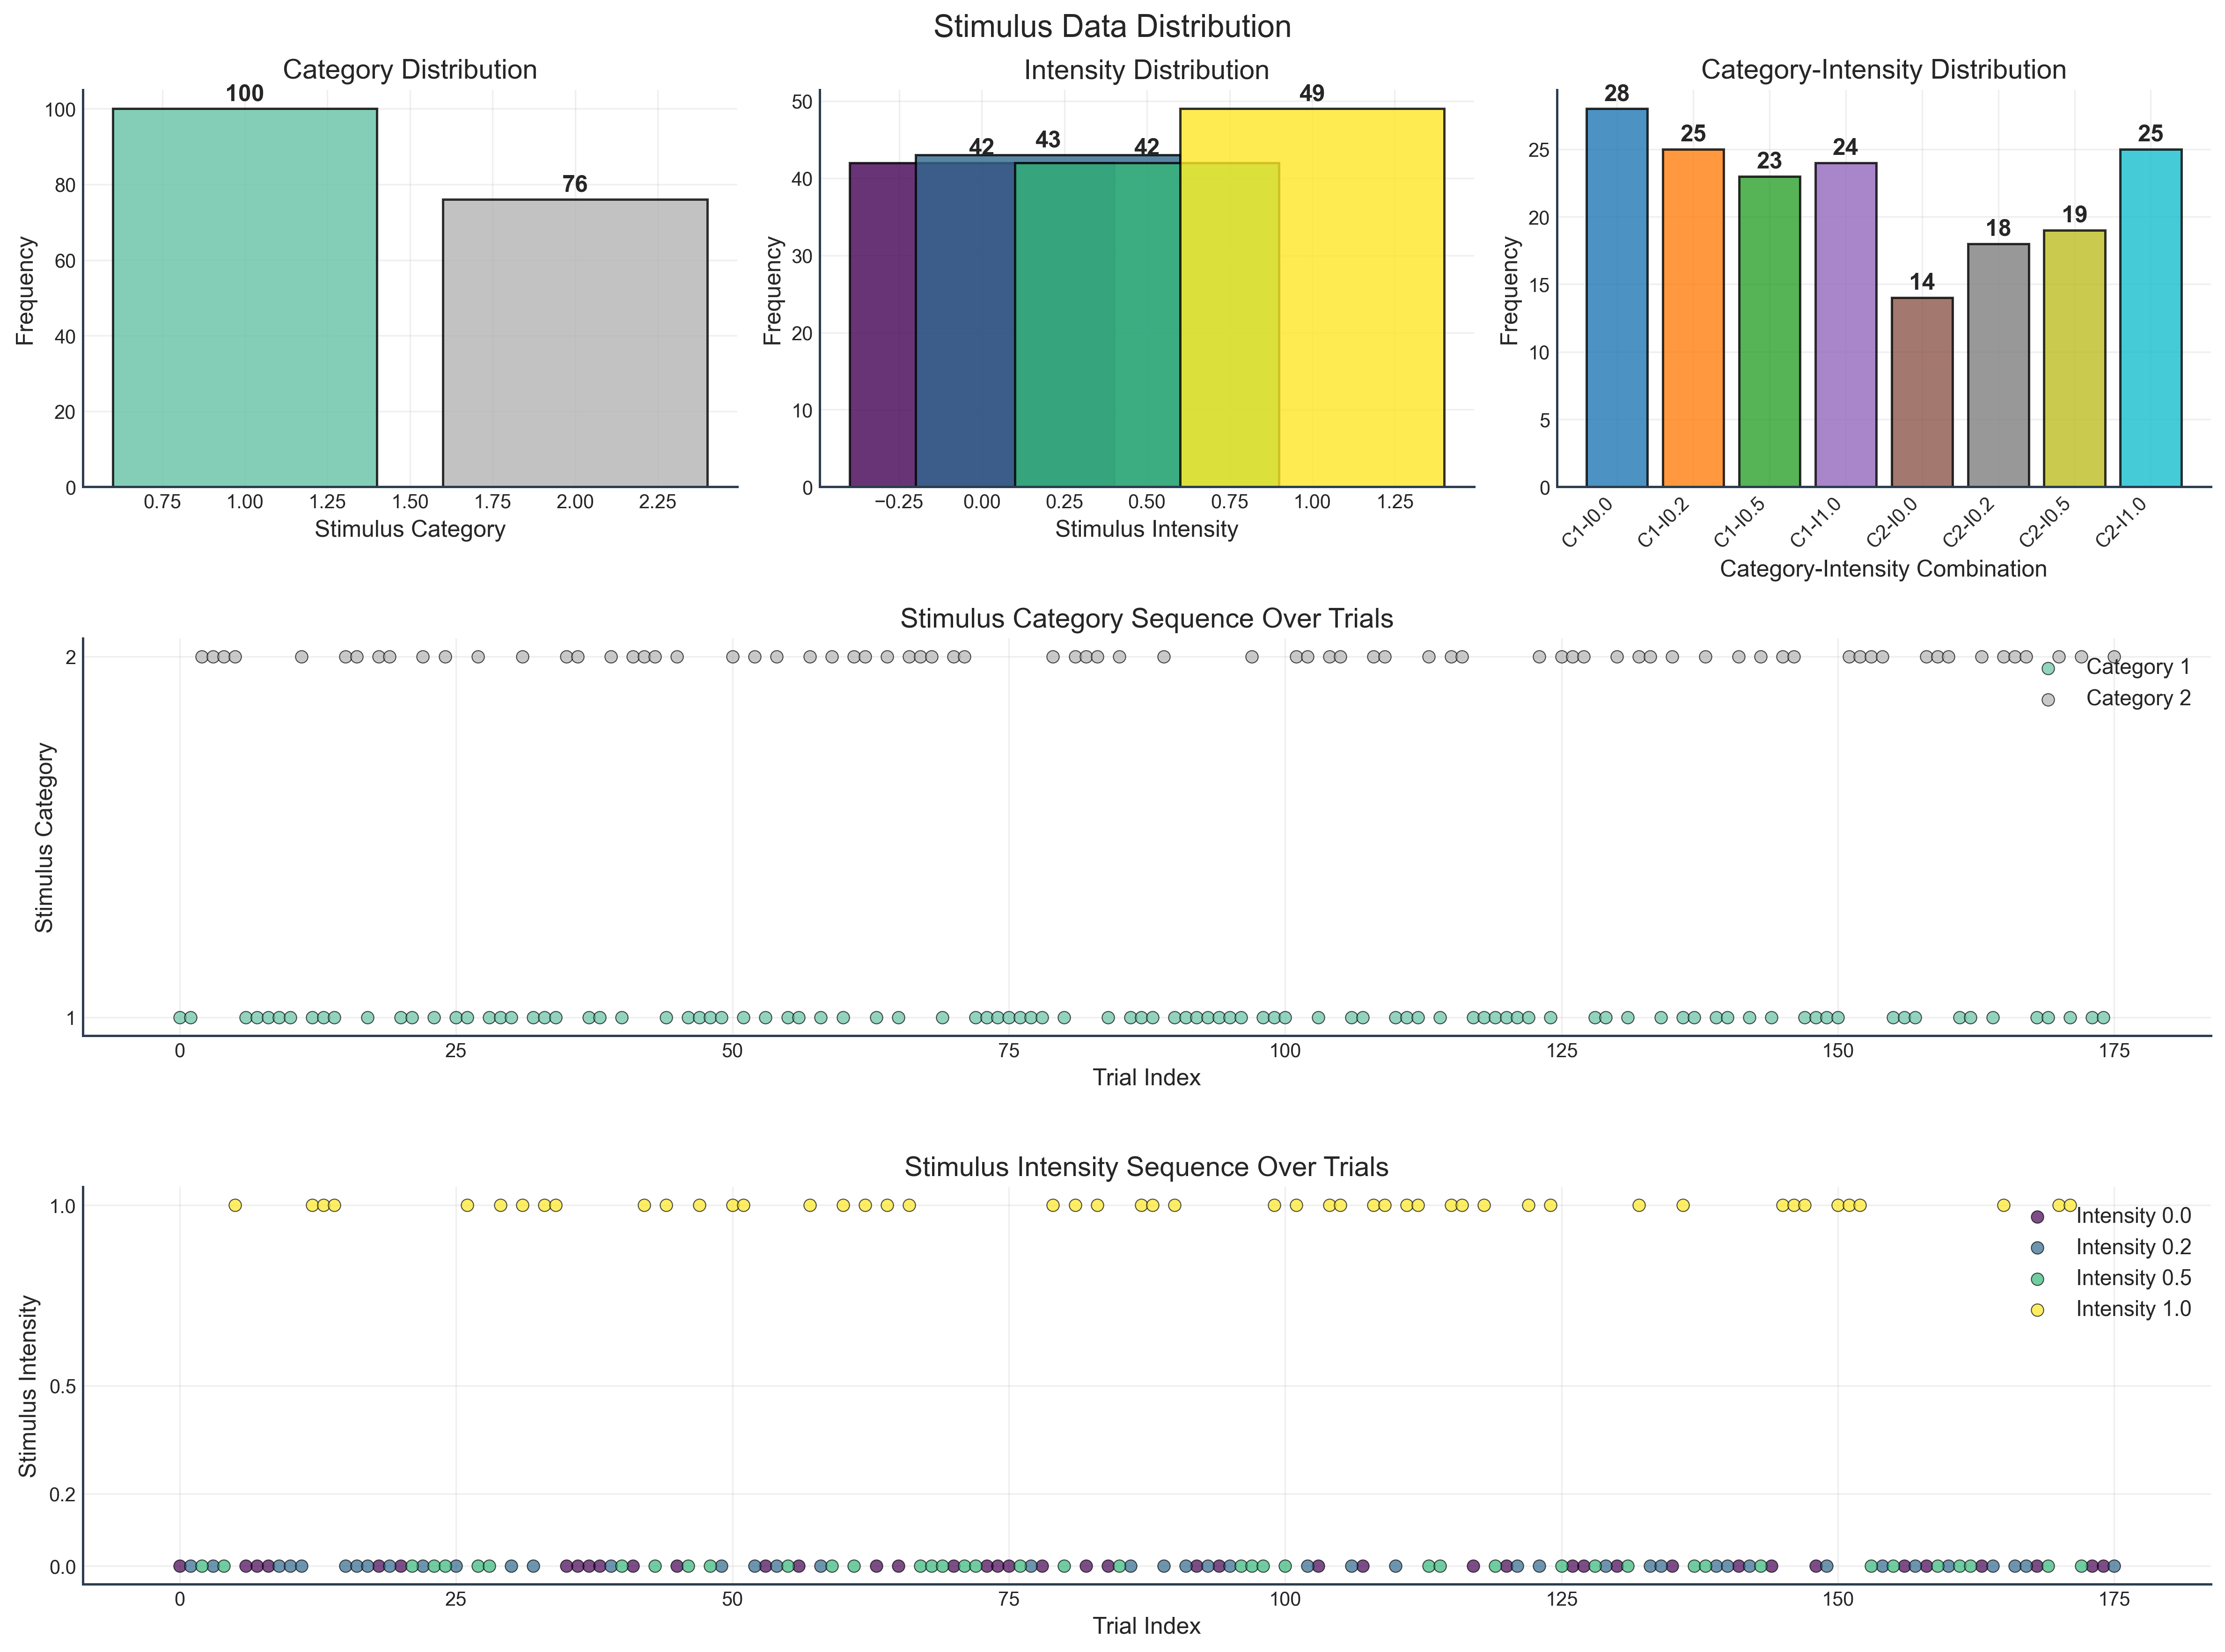 Stimulus Data Distribution
Category Distribution
100
76
Frequency
0
20
40
60
80
100
0.75 1.00 1.25 1.50 1.75 2.00 2.25
Stimulus Category
Intensity Distribution
42 43 42 49
Frequency
0
10
20
30
40
50
−0.25 0.00 0.25 0.50 0.75 1.00 1.25
Stimulus Intensity
Category-Intensity Distribution
28 25 23 24 14 18 19 25
Frequency
0
5
10
15
20
25
C1-I0.0 C1-I0.2 C1-I0.5 C1-I1.0 C2-I0.0 C2-I0.2 C2-I0.5 C2-I1.0
Category-Intensity Combination
Stimulus Category Sequence Over Trials
Stimulus Category
2
1
Category 1
Category 2
0 25 50 75 100 125 150 175
Trial Index
Stimulus Intensity Sequence Over Trials
Stimulus Intensity
1.0
0.5
0.2
0.0
Intensity 0.0
Intensity 0.2
Intensity 0.5
Intensity 1.0
0 25 50 75 100 125 150 175
Trial Index